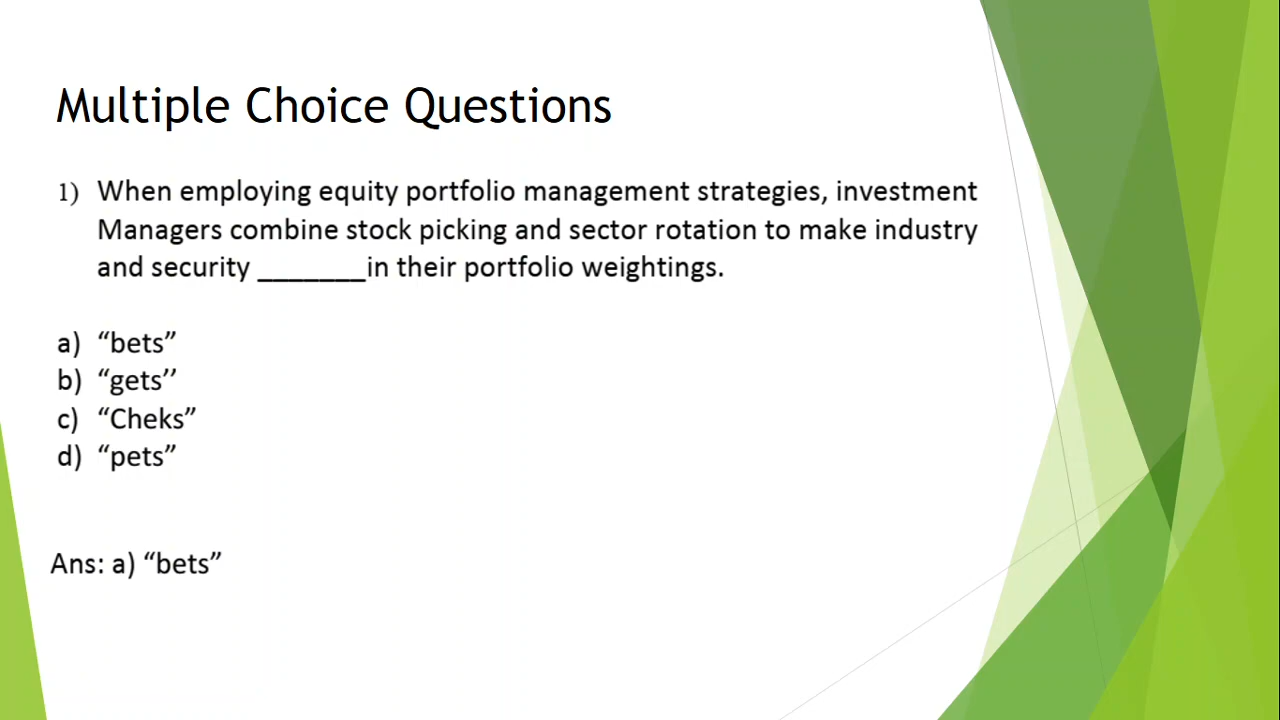 Multiple Choice Questions
1) When employing equity portfolio management strategies, investment
Managers combine stock picking and sector rotation to make industry
and security _______in their portfolio weightings.
a) “bets”
b) “gets’’
c) “Cheks”
d) “pets”
Ans: a) “bets”